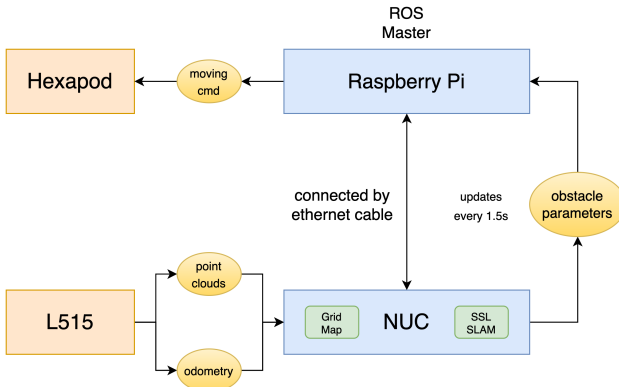 ROS
Master
Hexapod
moving
cmd
Raspberry Pi
connected by
ethernet cable
updates
every 1.5s
obstacle
parameters
point
clouds
L515
Grid
Map
NUC
SSL
SLAM
odometry